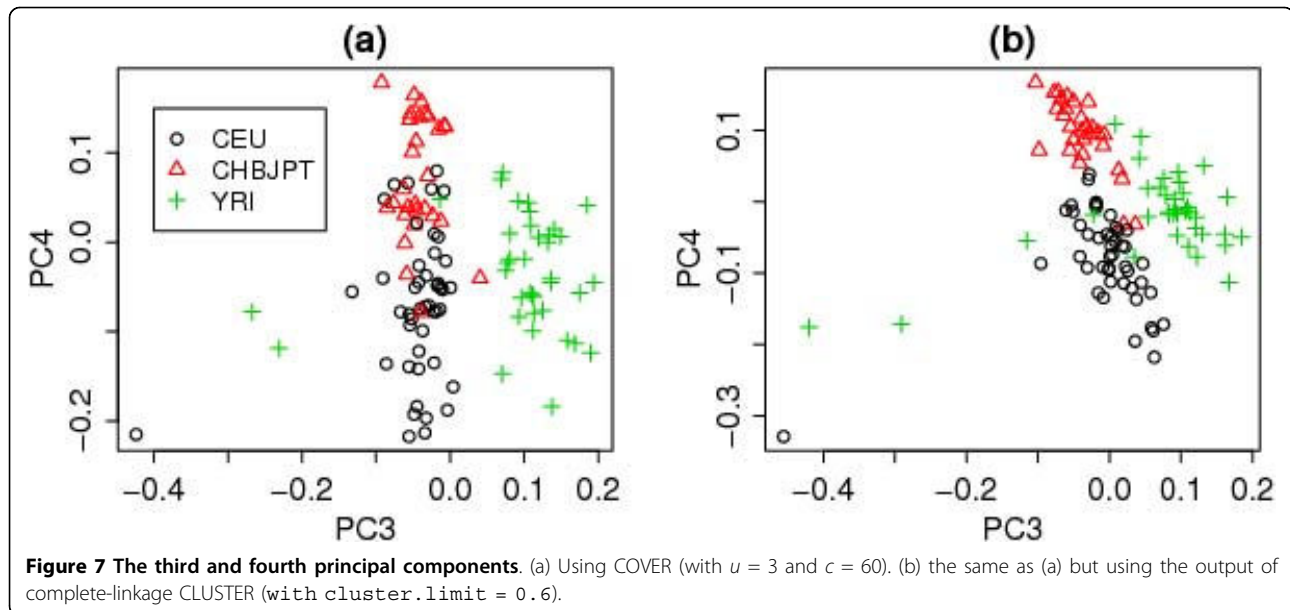 (a)
(b)
CEU
CHBJPT
YRI
PC4
0.1
0.0
−0.2
−0.4
−0.2
0.0
0.2
PC3
PC4
0.1
−0.1
−0.3
−0.4
−0.2
0.0
0.1
0.2
PC3
Figure 7 The third and fourth principal components. (a) Using COVER (with u = 3 and c = 60). (b) the same as (a) but using the output of
complete-linkage CLUSTER (with cluster.limit = 0.6).